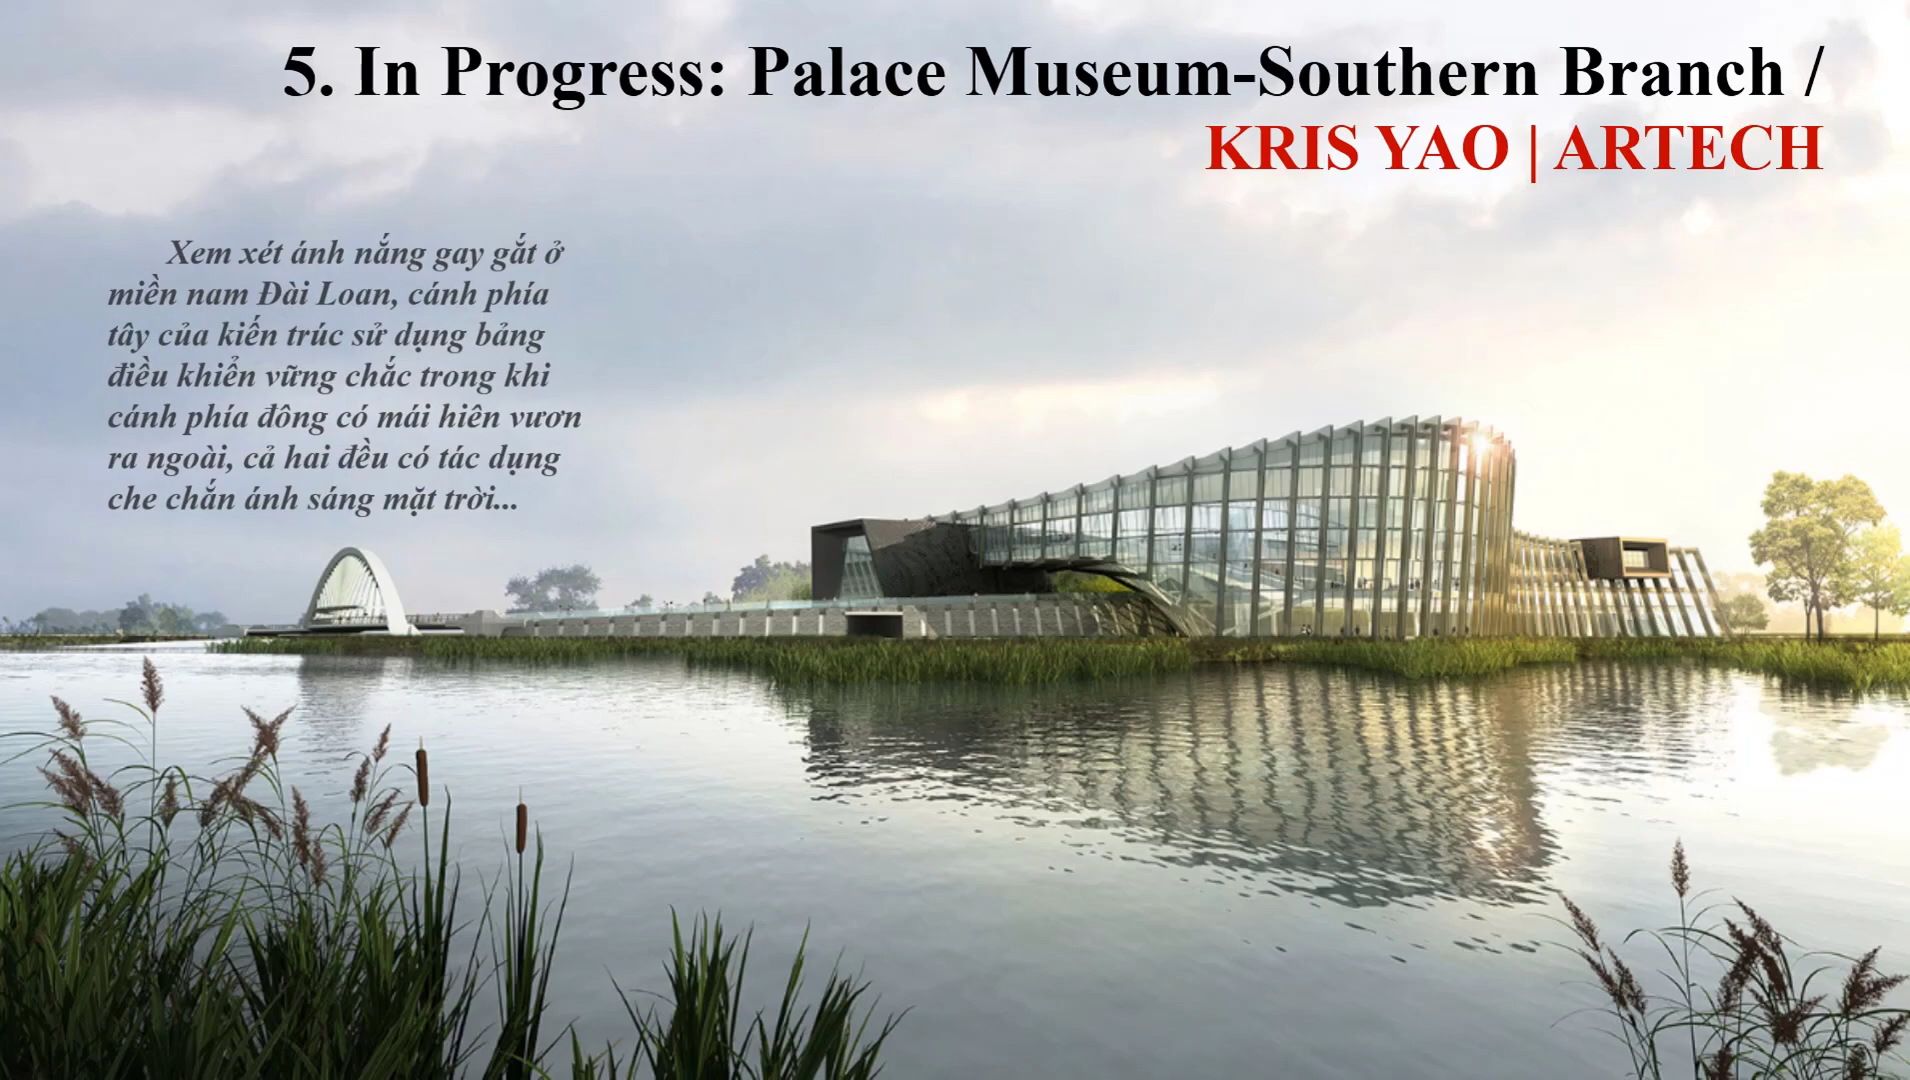 5. In Progress: Palace Museum-Southern Branch /
KRIS YAO | ARTECH
Xem xét ánh nắng gay gắt ở
miền nam Đài Loan, cánh phía
tây của kiến trúc sử dụng bảng
điều khiển vững chắc trong khi
cánh phía đông có mái hiên vươn
ra ngoài, cả hai đều có tác dụng
che chắn ánh sáng mặt trời...